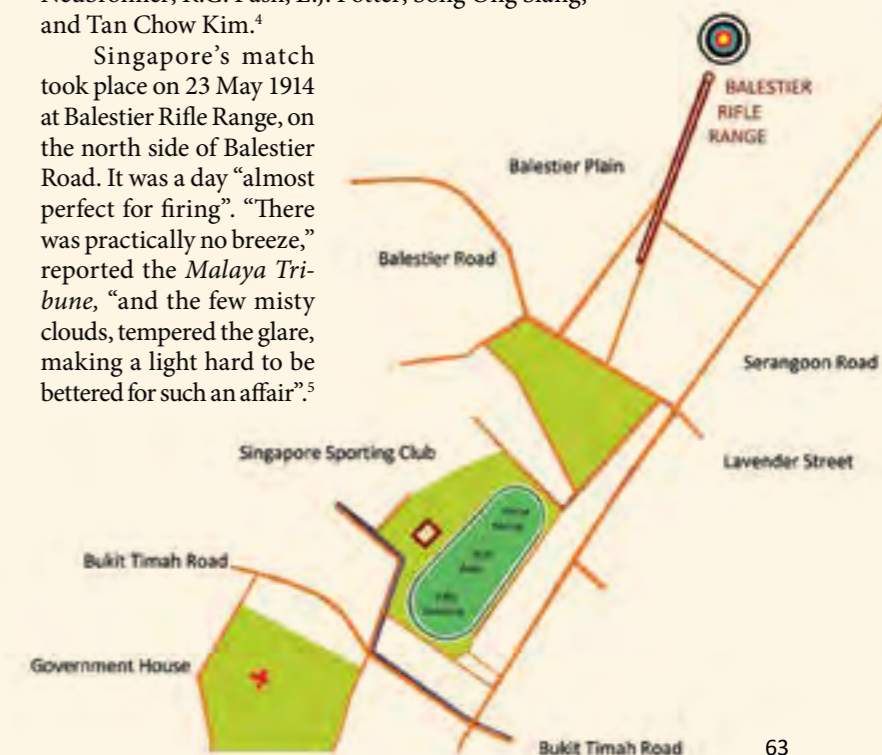 and Tan Chow Kim.⁴
Singapore’s match
took place on 23 May 1914
at Balestier Rifle Range, on
the north side of Balestier
Road. It was a day “almost
perfect for firing”. “There
was practically no breeze,”
reported the Malaya Tri-
bune, “and the few misty
clouds, tempered the glare,
making a light hard to be
bettered for such an affair”.⁵
BALESTIER
RIFLE
RANGE
Balestier Plain
Balestier Road
Serangoon Road
Singapore Sporting Club
Lavender Street
Bukit Timah Road
Government House
Bukit Timah Road
63